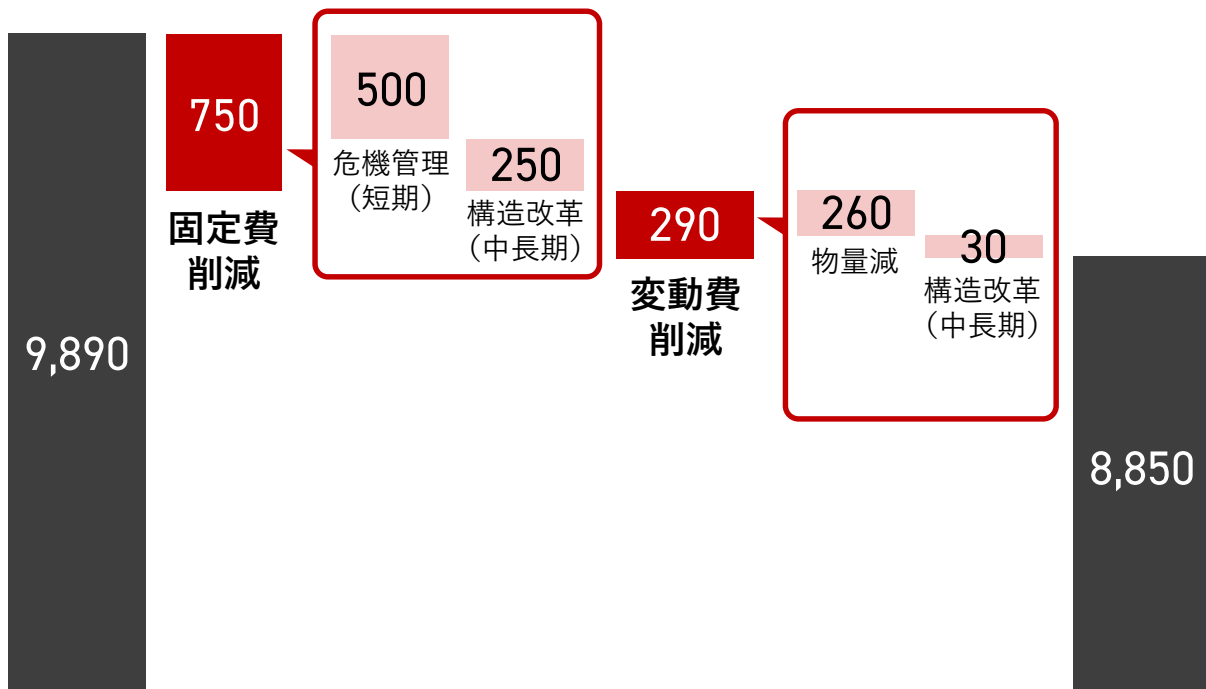 9,890
750
固定費
削減
500
危機管理
（短期）
250
構造改革
（中長期）
290
変動費
削減
260
物量減
30
構造改革
（中長期）
8,850